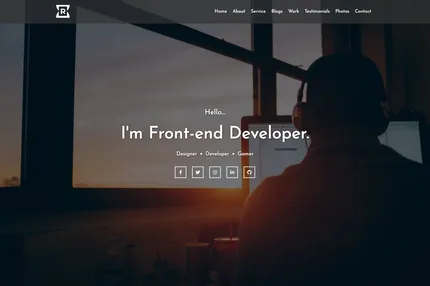 R
Home About Service Blogs Work Testimonials Photos Contact
Hello...
I'm Front-end Developer.
Designer • Developer • Gamer